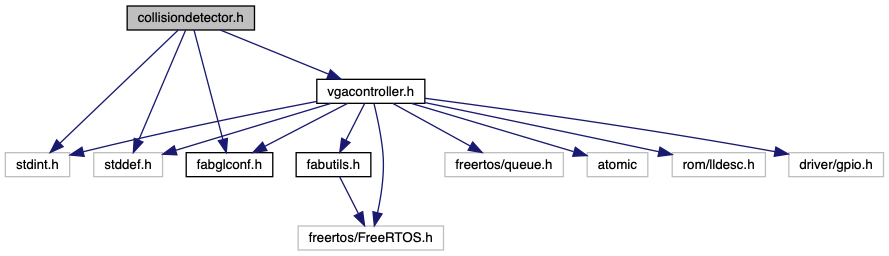 collisiondetector.h
vgacontroller.h
stdint.h
stddef.h
fabglconf.h
fabutils.h
freertos/queue.h
atomic
rom/lldesc.h
driver/gpio.h
freertos/FreeRTOS.h